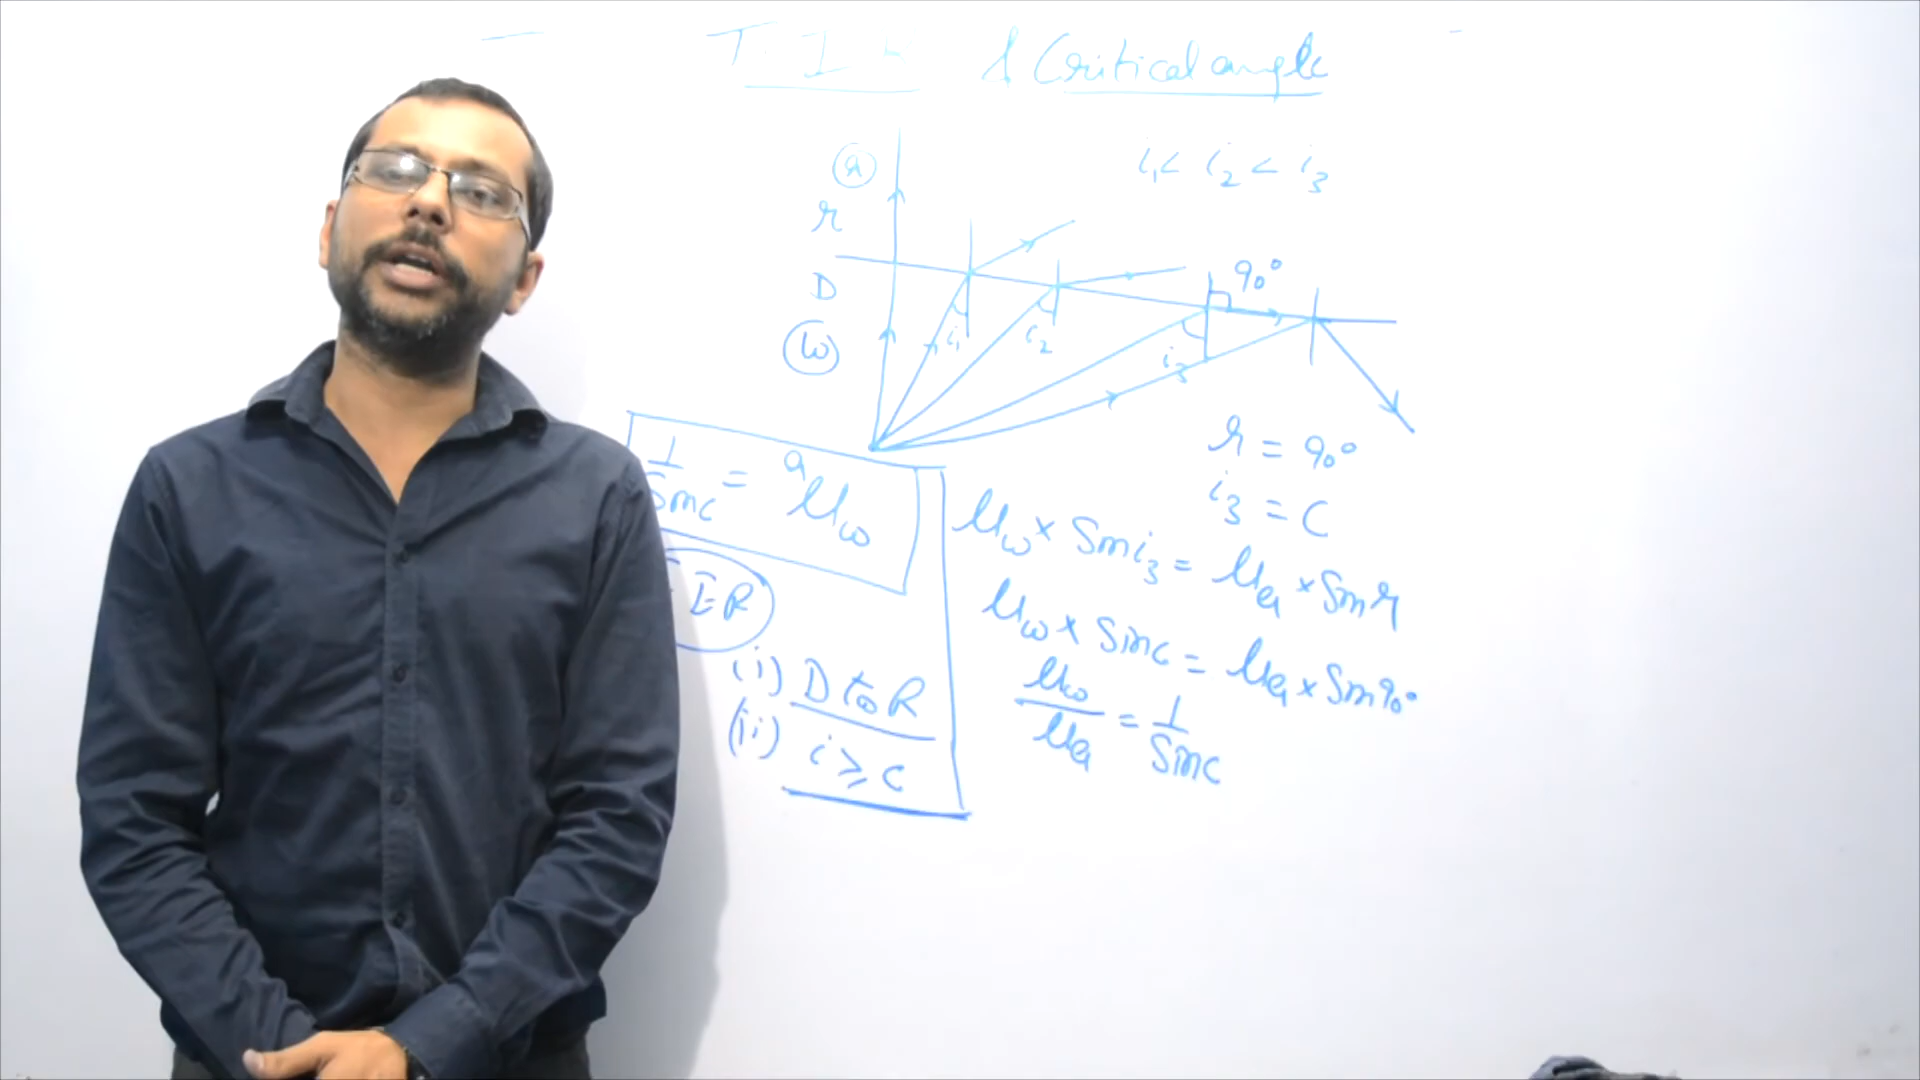 T. I R & Critical angle
i₁ < i₂ < i₃
a
r
D
w
90°
i₁
i₂
i₃
r = 90°
i₃ = C
1/Sinc = ᵃμw
μw × Sini₃ = μa × Sinr
μw × Sinc = μa × Sin90°
μw/μa = 1/Sinc
I R
(i) D to R
(ii) i ≥ C